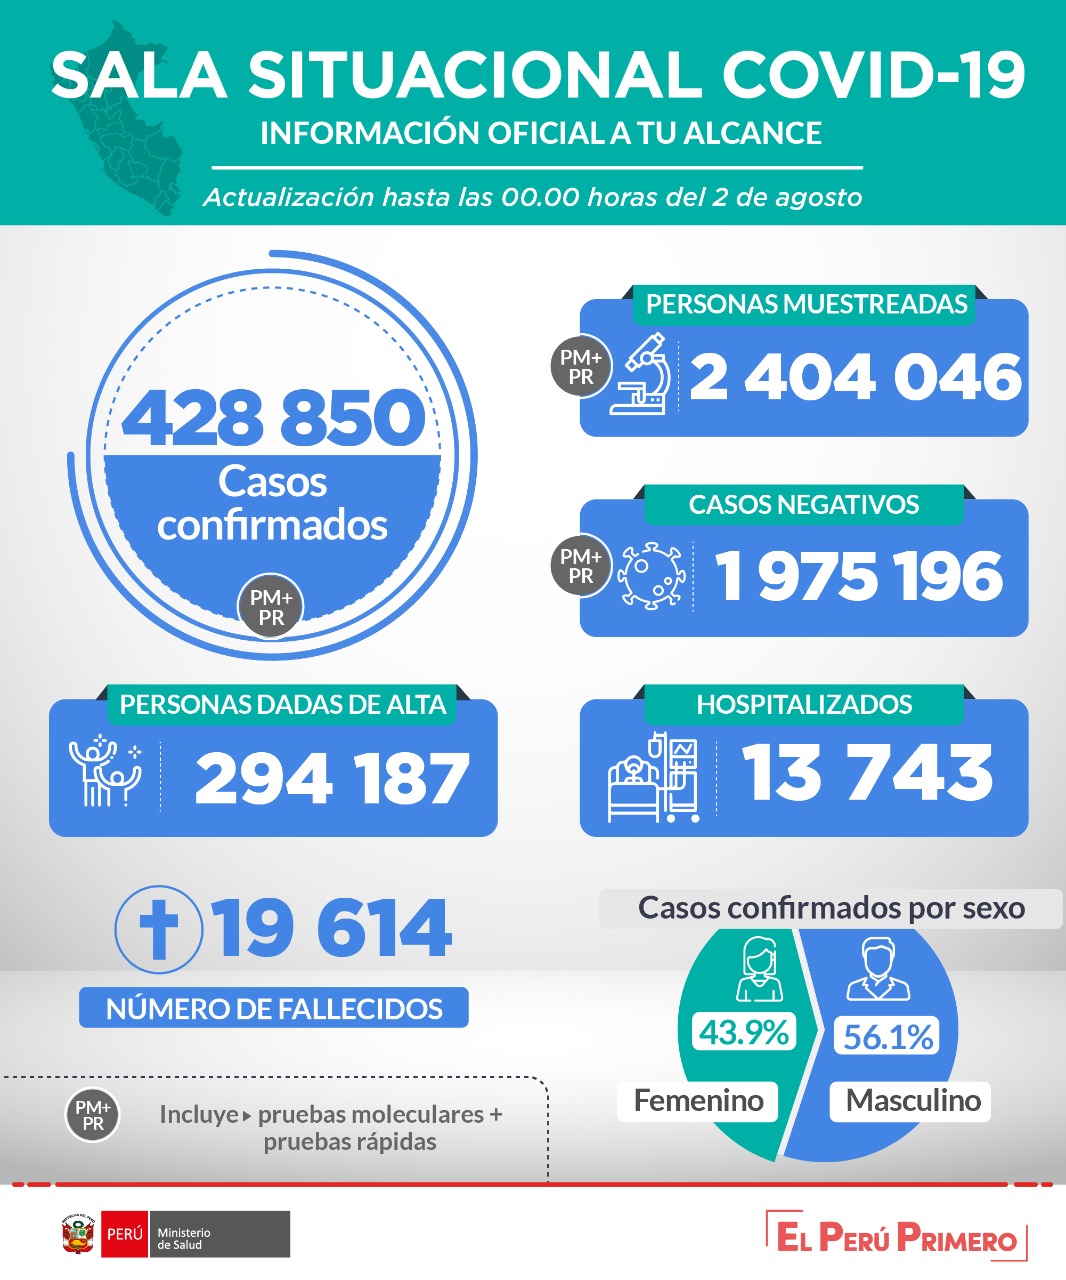 SALA SITUACIONAL COVID-19
INFORMACIÓN OFICIAL A TU ALCANCE
Actualización hasta las 00.00 horas del 2 de agosto
428 850
Casos
confirmados
PM+
PR
PERSONAS MUESTREADAS
PM+
PR
2 404 046
CASOS NEGATIVOS
PM+
PR
1 975 196
PERSONAS DADAS DE ALTA
294 187
HOSPITALIZADOS
13 743
19 614
NÚMERO DE FALLECIDOS
Casos confirmados por sexo
43.9%
56.1%
Femenino
Masculino
PM+
PR
Incluye▸ pruebas moleculares +
pruebas rápidas
PERÚ
Ministerio
de Salud
EL PERÚ PRIMERO